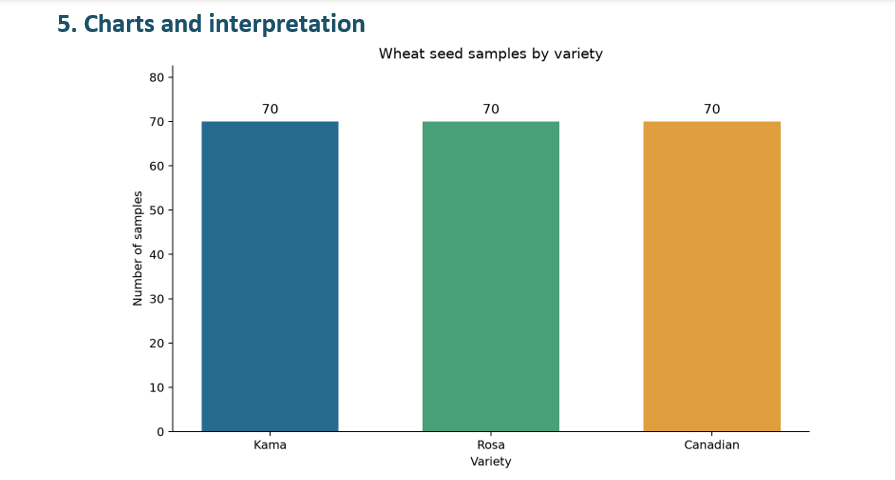 5. Charts and interpretation
Wheat seed samples by variety
80
70
60
50
40
30
20
10
0
Number of samples
70
70
70
Kama
Rosa
Canadian
Variety